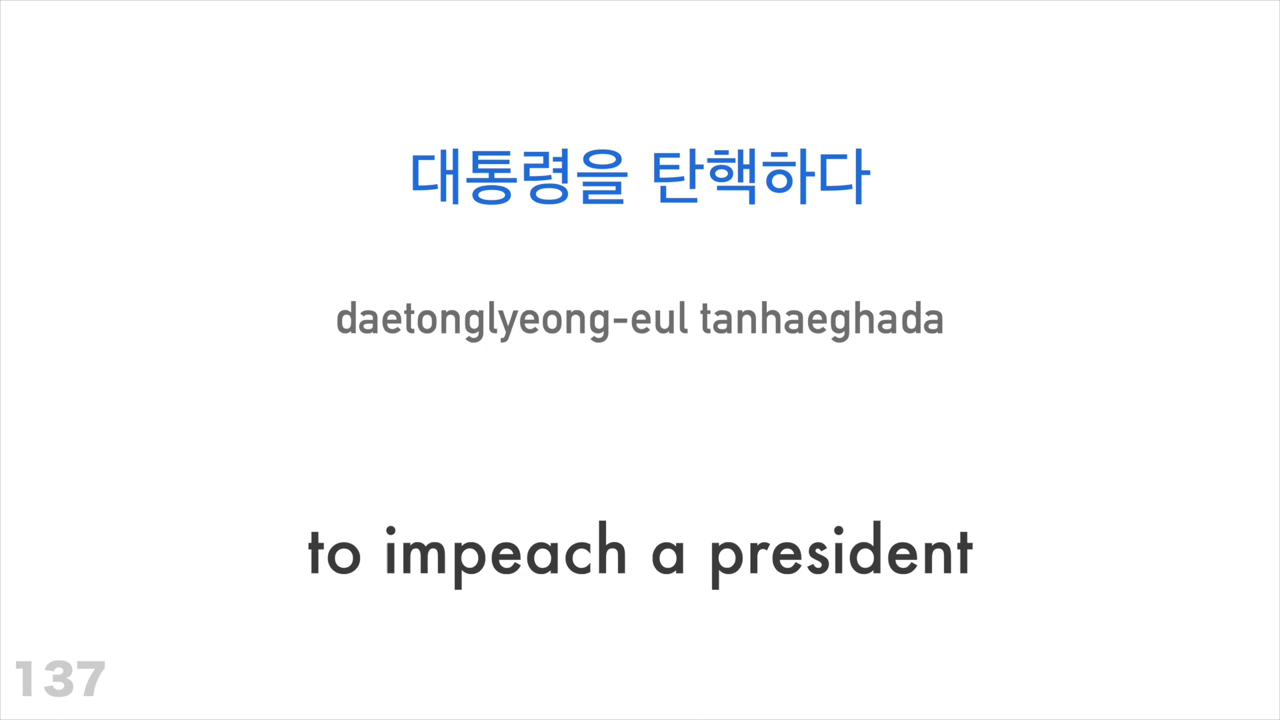 대통령을 탄핵하다
daetonglyeong-eul tanhaeghada
to impeach a president
137